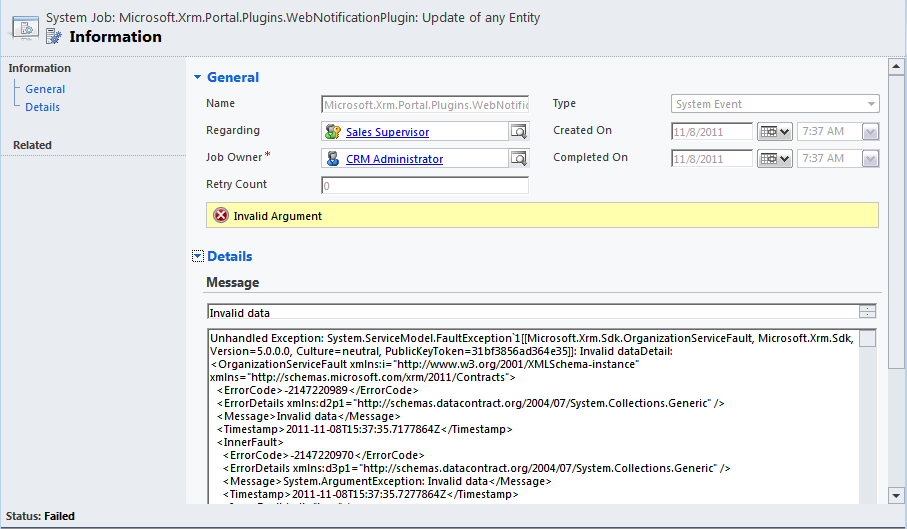 System Job: Microsoft.Xrm.Portal.Plugins.WebNotificationPlugin: Update of any Entity
Information
Information
General
Details
Related
General
Name
Microsoft.Xrm.Portal.Plugins.WebNotific
Type
System Event
Regarding
Sales Supervisor
Created On
11/8/2011
7:37 AM
Job Owner*
CRM Administrator
Completed On
11/8/2011
7:37 AM
Retry Count
0
Invalid Argument
Details
Message
Invalid data
Unhandled Exception: System.ServiceModel.FaultException`1[[Microsoft.Xrm.Sdk.OrganizationServiceFault, Microsoft.Xrm.Sdk,
Version=5.0.0.0, Culture=neutral, PublicKeyToken=31bf3856ad364e35]]: Invalid dataDetail:
<OrganizationServiceFault xmlns:i="http://www.w3.org/2001/XMLSchema-instance"
xmlns="http://schemas.microsoft.com/xrm/2011/Contracts">
<ErrorCode>-2147220989</ErrorCode>
<ErrorDetails xmlns:d2p1="http://schemas.datacontract.org/2004/07/System.Collections.Generic" />
<Message>Invalid data</Message>
<Timestamp>2011-11-08T15:37:35.7177864Z</Timestamp>
<InnerFault>
<ErrorCode>-2147220970</ErrorCode>
<ErrorDetails xmlns:d3p1="http://schemas.datacontract.org/2004/07/System.Collections.Generic" />
<Message>System.ArgumentException: Invalid data</Message>
<Timestamp>2011-11-08T15:37:35.7277864Z</Timestamp>
Status: Failed